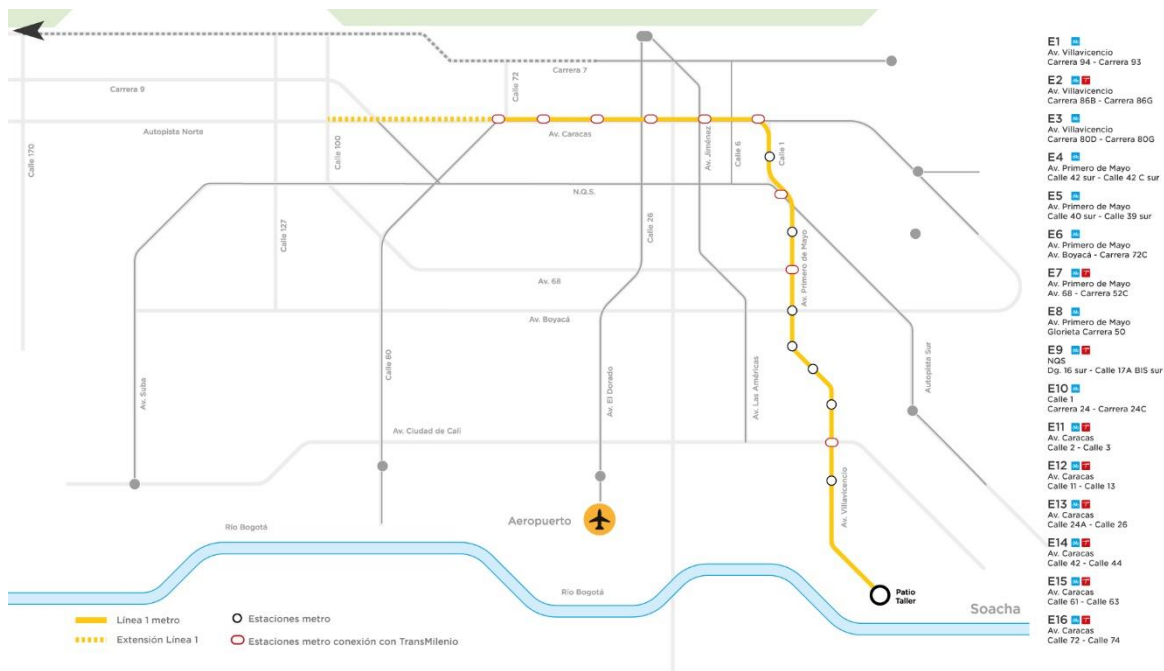 Carrera 7
Calle 72
Carrera 9
Autopista Norte
Av. Caracas
Calle 170
Calle 100
Av. Jiménez
Calle 6
Calle 1
N.Q.S.
Calle 127
Calle 26
Av. Primero de Mayo
Av. 68
Av. Boyacá
Av. Suba
Calle 80
Av. El Dorado
Av. Las Américas
Autopista Sur
Av. Ciudad de Cali
Av. Villavicencio
Aeropuerto
Río Bogotá
Río Bogotá
Patio
Taller
Soacha
Línea 1 metro
Extensión Línea 1
Estaciones metro
Estaciones metro conexión con TransMilenio
E1
Av. Villavicencio
Carrera 94 - Carrera 93
E2
Av. Villavicencio
Carrera 86B - Carrera 86G
E3
Av. Villavicencio
Carrera 80D - Carrera 80G
E4
Av. Primero de Mayo
Calle 42 sur - Calle 42 C sur
E5
Av. Primero de Mayo
Calle 40 sur - Calle 39 sur
E6
Av. Primero de Mayo
Av. Boyacá - Carrera 72C
E7
Av. Primero de Mayo
Av. 68 - Carrera 52C
E8
Av. Primero de Mayo
Glorieta Carrera 50
E9
NQS
Dg. 16 sur - Calle 17A BIS sur
E10
Calle 1
Carrera 24 - Carrera 24C
E11
Av. Caracas
Calle 2 - Calle 3
E12
Av. Caracas
Calle 11 - Calle 13
E13
Av. Caracas
Calle 24A - Calle 26
E14
Av. Caracas
Calle 42 - Calle 44
E15
Av. Caracas
Calle 61 - Calle 63
E16
Av. Caracas
Calle 72 - Calle 74